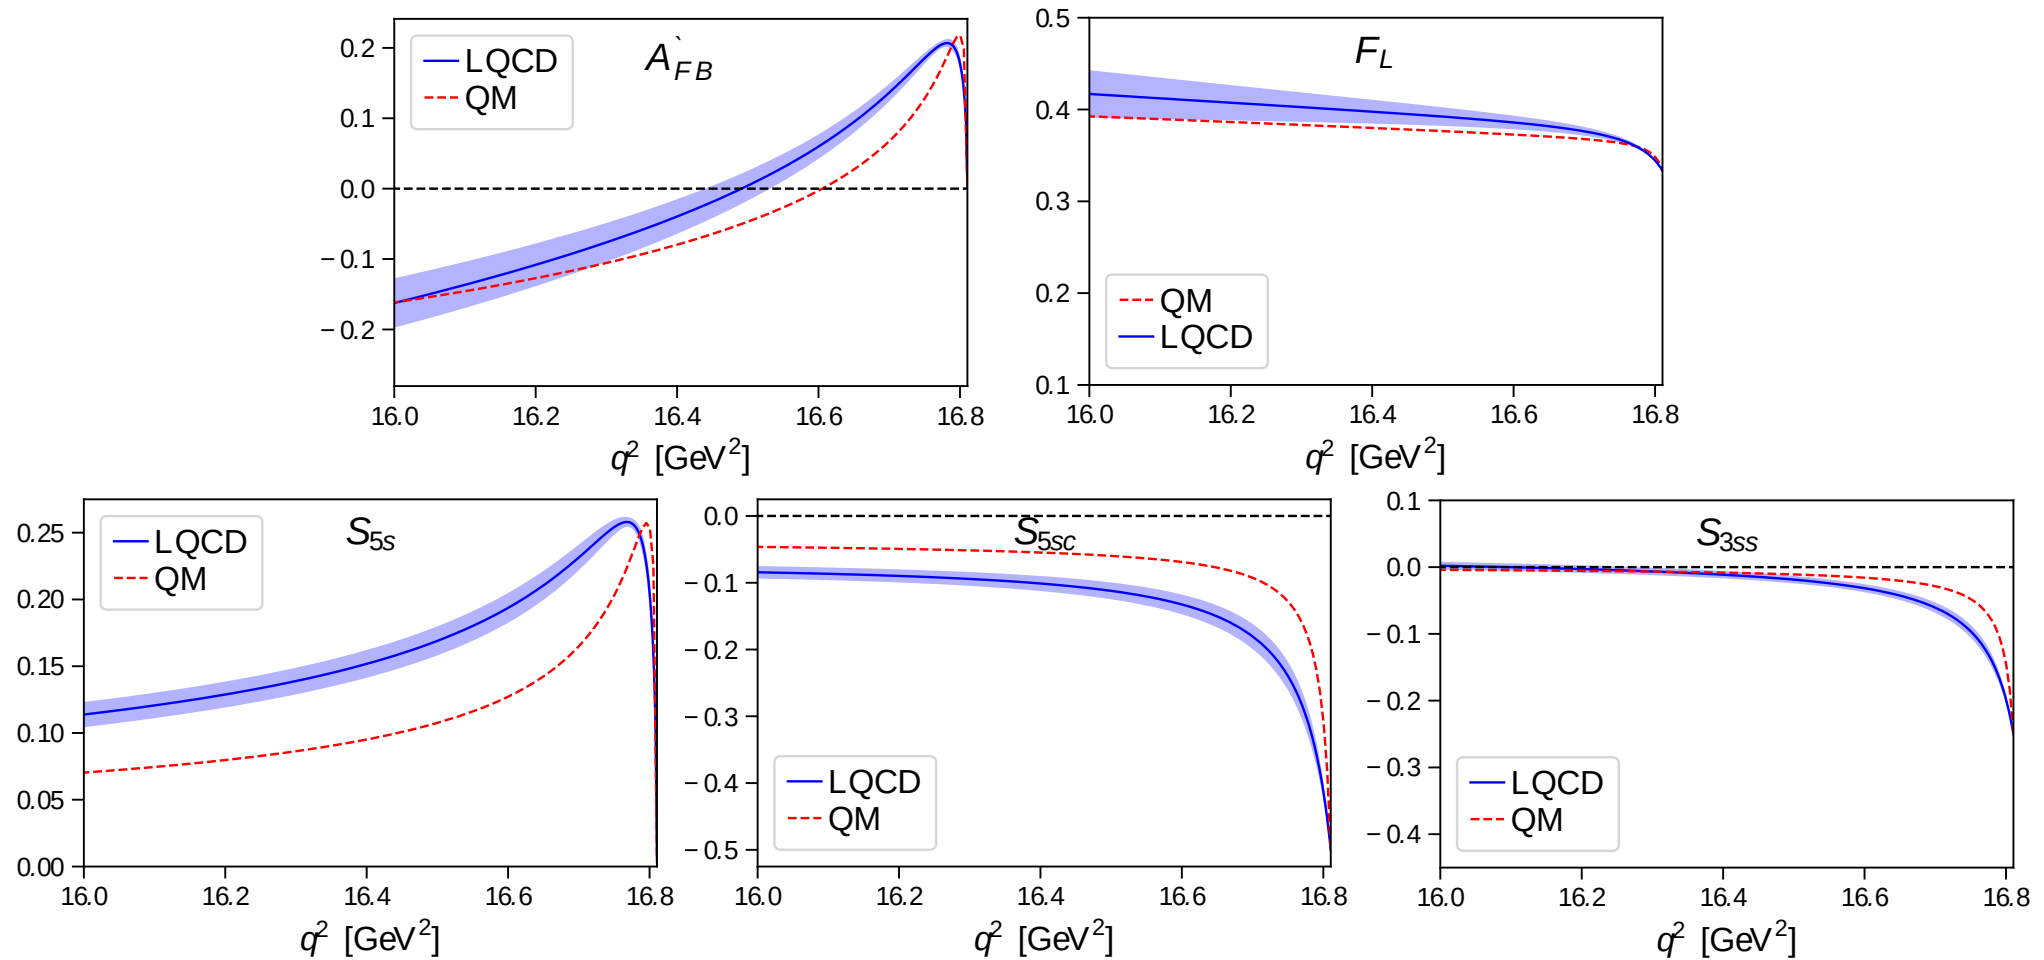 A`FB
LQCD
QM
0.2
0.1
0.0
−0.1
−0.2
16.0 16.2 16.4 16.6 16.8
q² [GeV²]
FL
QM
LQCD
0.5
0.4
0.3
0.2
0.1
16.0 16.2 16.4 16.6 16.8
q² [GeV²]
S5s
LQCD
QM
0.25
0.20
0.15
0.10
0.05
0.00
16.0 16.2 16.4 16.6 16.8
q² [GeV²]
S5sc
0.0
−0.1
−0.2
−0.3
−0.4
−0.5
LQCD
QM
16.0 16.2 16.4 16.6 16.8
q² [GeV²]
S3ss
0.1
0.0
−0.1
−0.2
−0.3
−0.4
LQCD
QM
16.0 16.2 16.4 16.6 16.8
q² [GeV²]